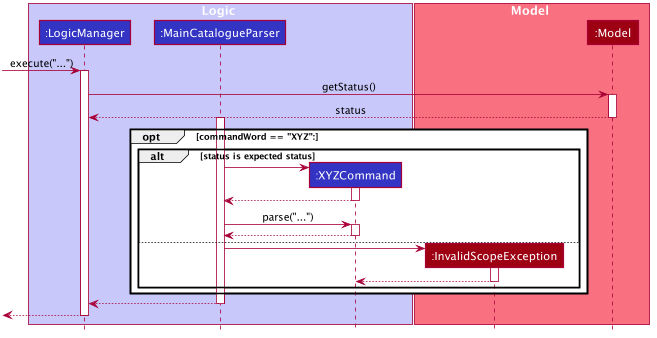 Logic
Model
:LogicManager
:MainCatalogueParser
:Model
execute("...")
getStatus()
status
opt
[commandWord == "XYZ":]
alt
[status is expected status]
:XYZCommand
parse("...")
:InvalidScopeException